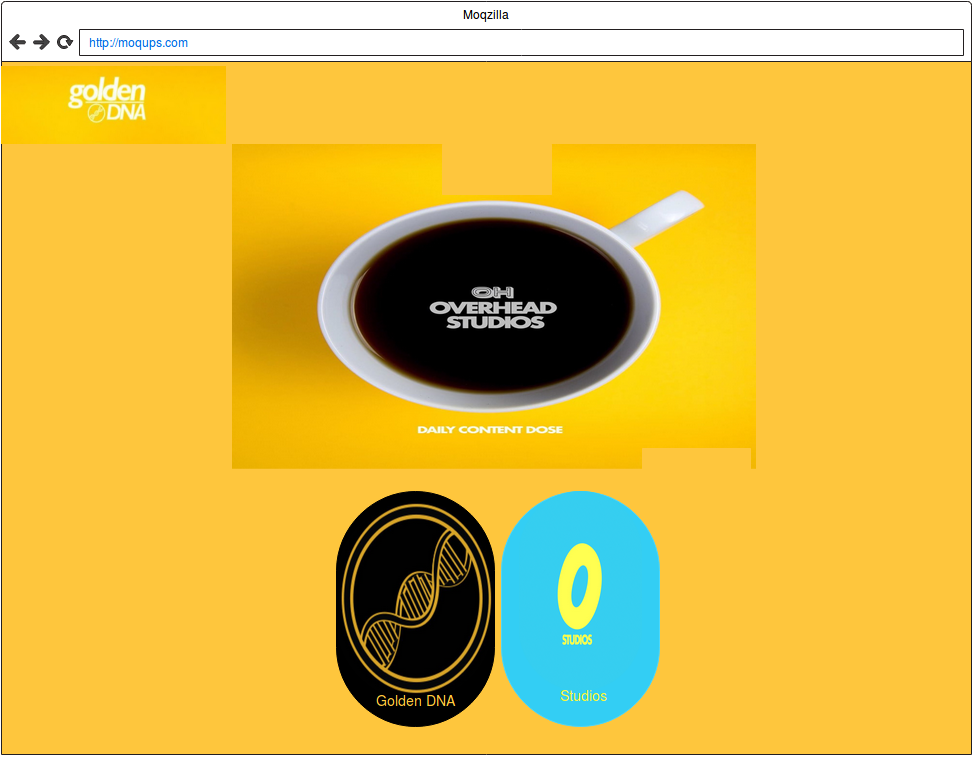 Moqzilla
http://moqups.com
golden
DNA
OH
OVERHEAD
STUDIOS
DAILY CONTENT DOSE
STUDIOS
Golden DNA
Studios